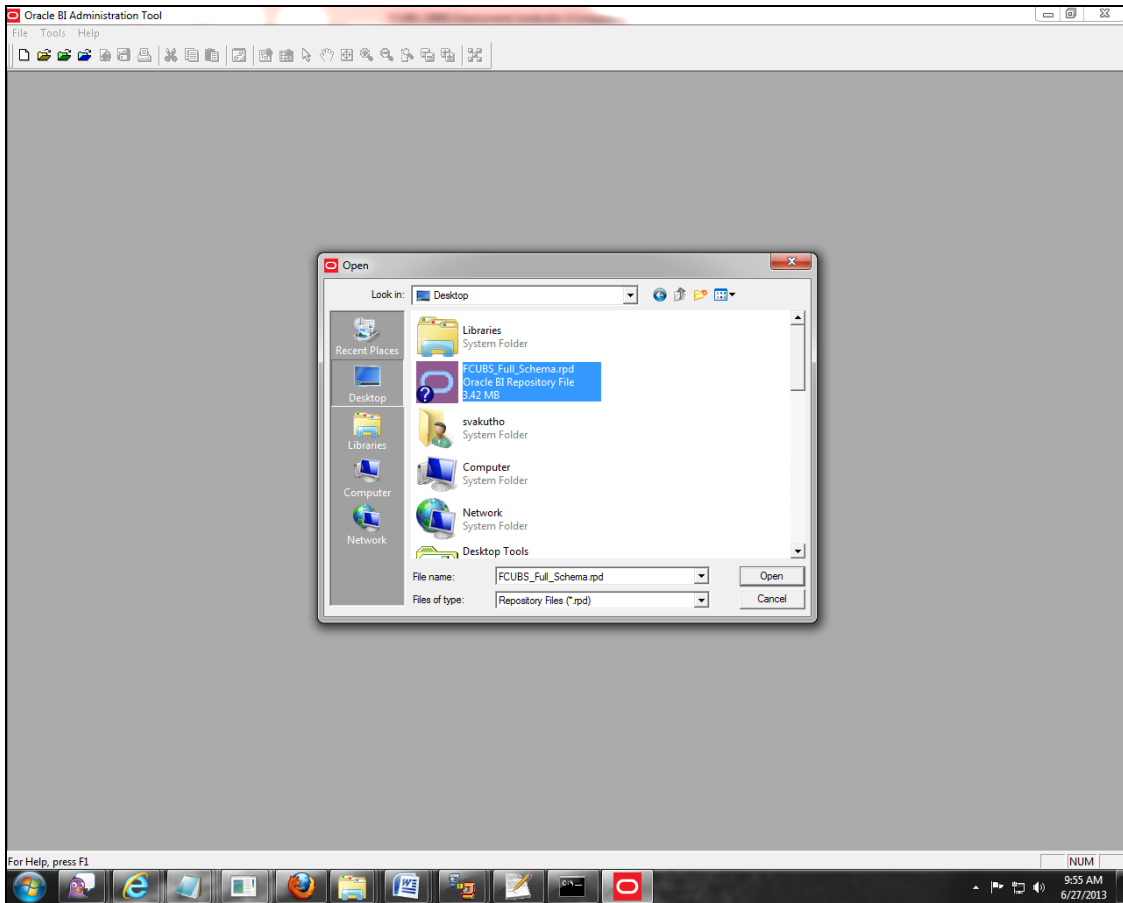 Oracle BI Administration Tool
File Tools Help
Open
Look in: Desktop
Recent Places
Desktop
Libraries
Computer
Network
Libraries
System Folder
FCUBS_Full_Schema.rpd
Oracle BI Repository File
3.42 MB
svakutho
System Folder
Computer
System Folder
Network
System Folder
Desktop Tools
File name: FCUBS_Full_Schema.rpd Open
Files of type: Repository Files (*.rpd) Cancel
For Help, press F1 NUM
9:55 AM
6/27/2013